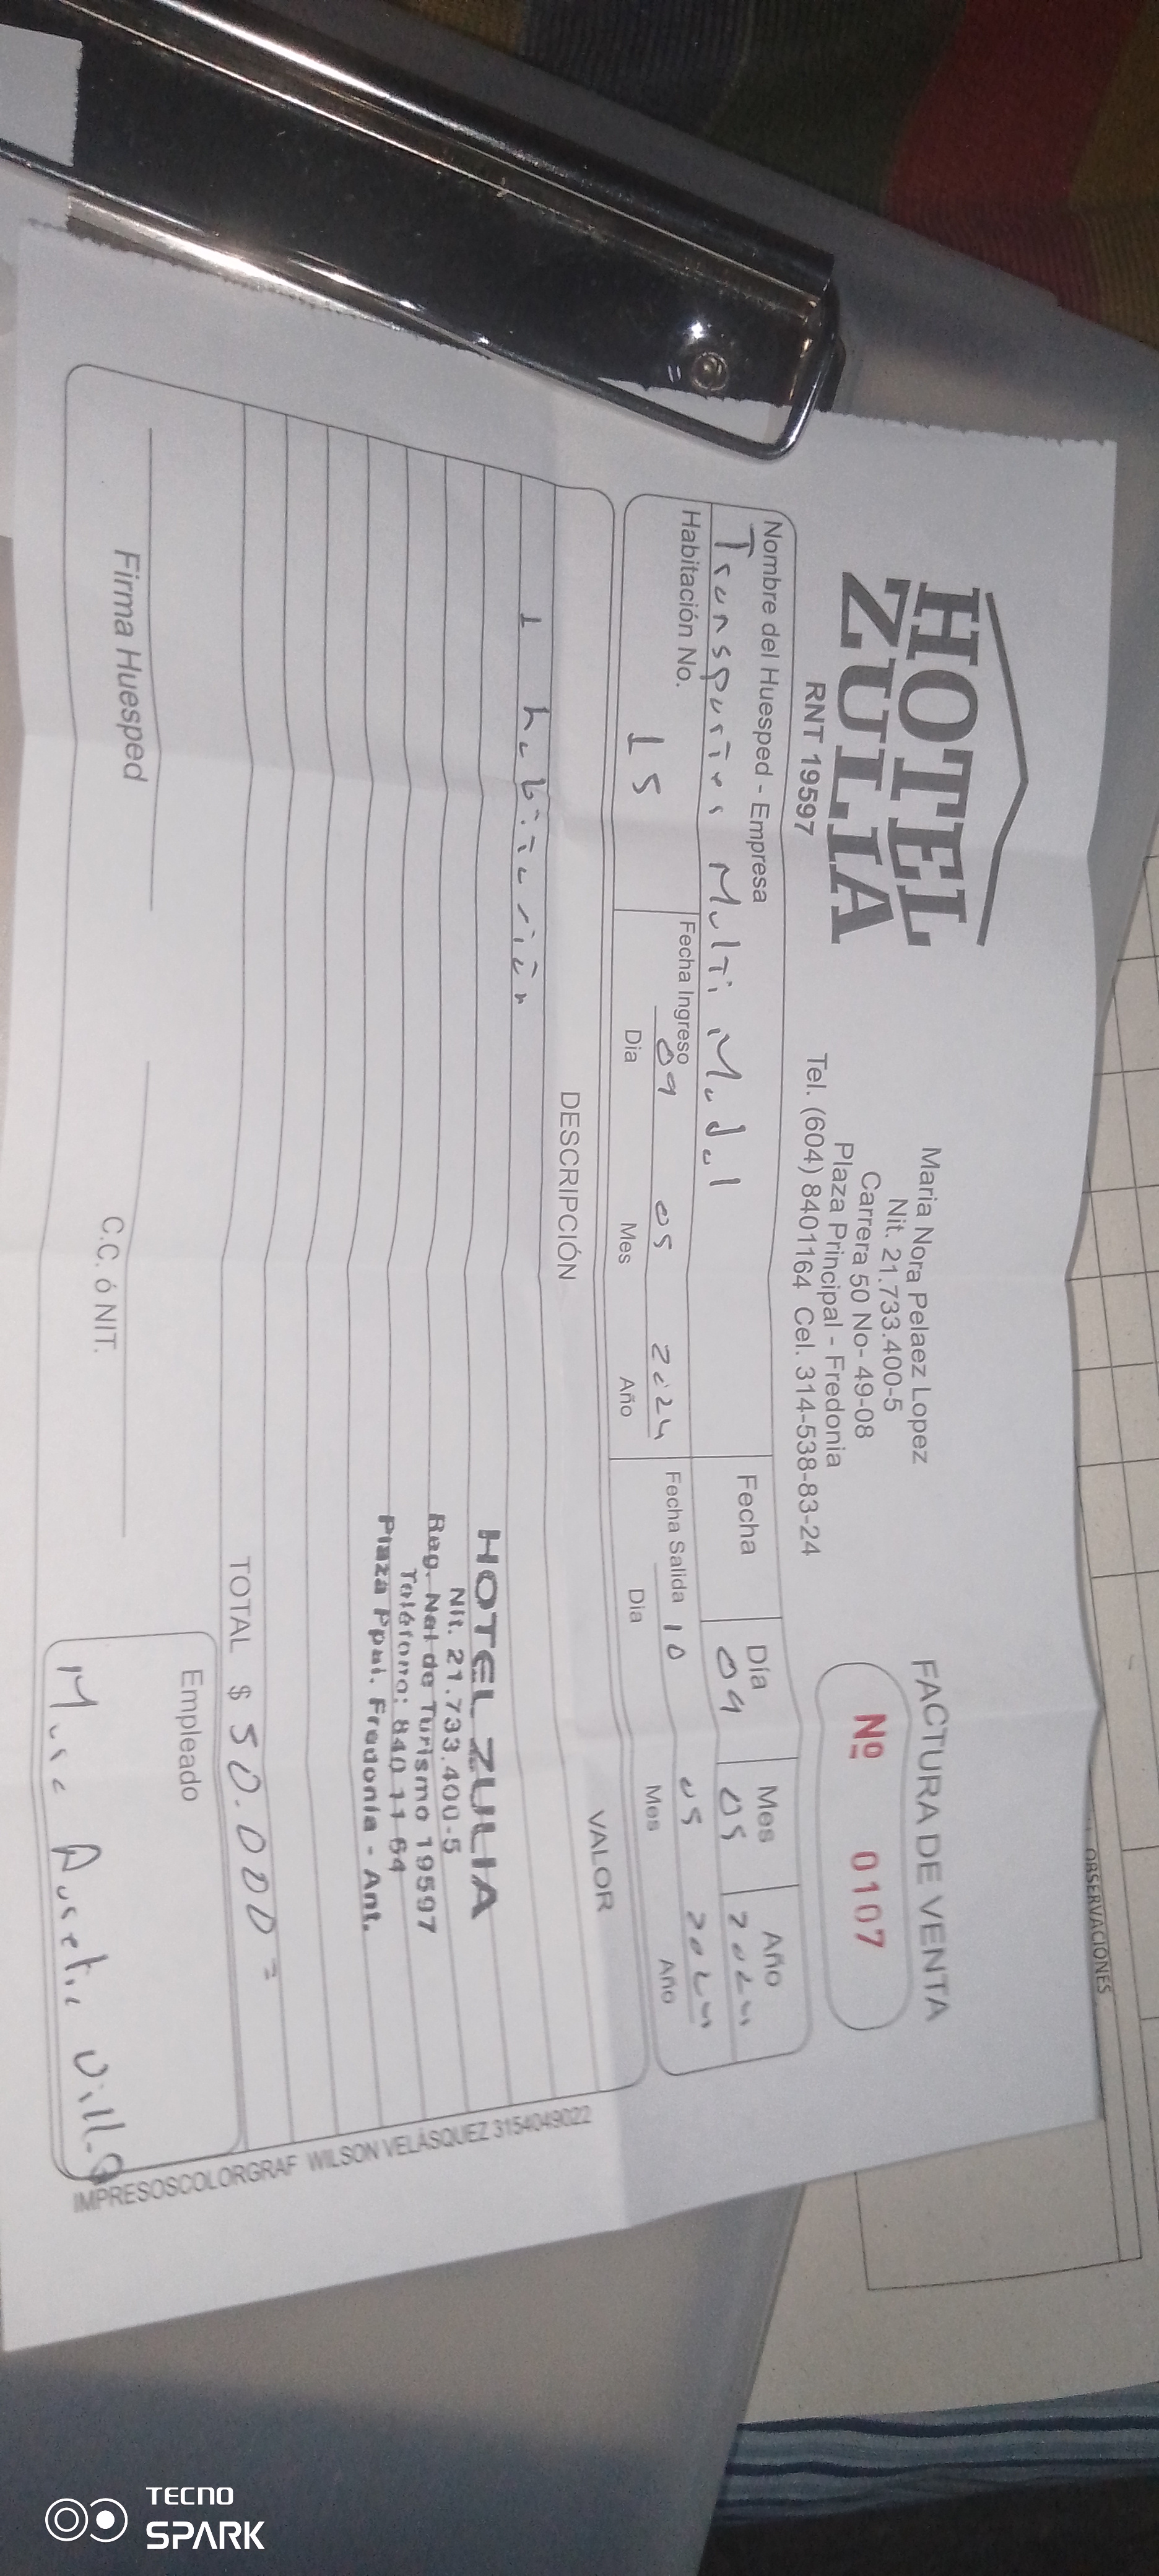 HOTEL
ZULIA
RNT 19597
Maria Nora Pelaez Lopez
Nit. 21.733.400-5
Carrera 50 No- 49-08
Plaza Principal - Fredonia
Tel. (604) 8401164 Cel. 314-538-83-24
FACTURA DE VENTA
Nº 0107
Nombre del Huesped - Empresa
Transportes Multi Modal
Fecha
Día Mes Año
09 05 2024
Habitación No.
15
Fecha Ingreso
09 05 2024
Dia Mes Año
Fecha Salida
10 05 2024
Dia Mes Año
DESCRIPCIÓN VALOR
1 habitación
HOTEL ZULIA
Nit. 21.733.400-5
Reg. Nal de Turismo 19597
Teléfono: 840 11 64
Plaza Ppal. Fredonia - Ant.
TOTAL $ 50.000=
Firma Huesped
C.C. ó NIT.
Empleado
Villa
IMPRESOSCOLORGRAF WILSON VELÁSQUEZ 3154049022
OBSERVACIONES
TECNO
SPARK